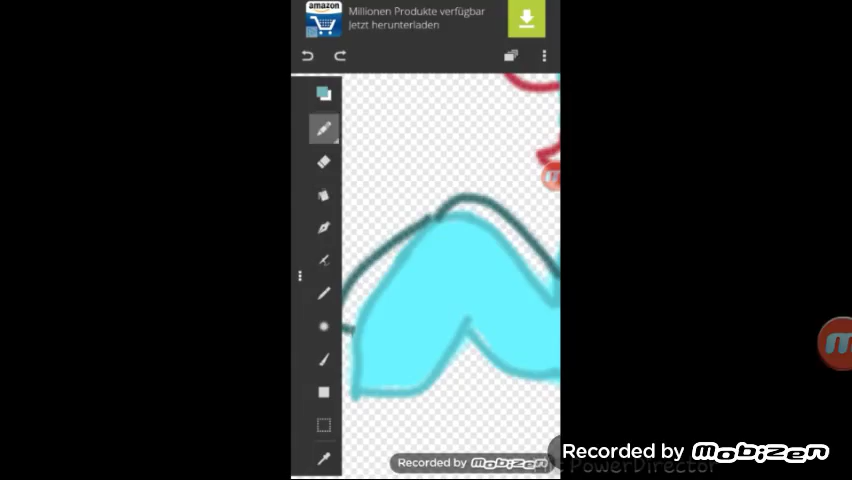 amazon
Millionen Produkte verfügbar
Jetzt herunterladen
Recorded by mobizen
Recorded by mobizen
PowerDirector